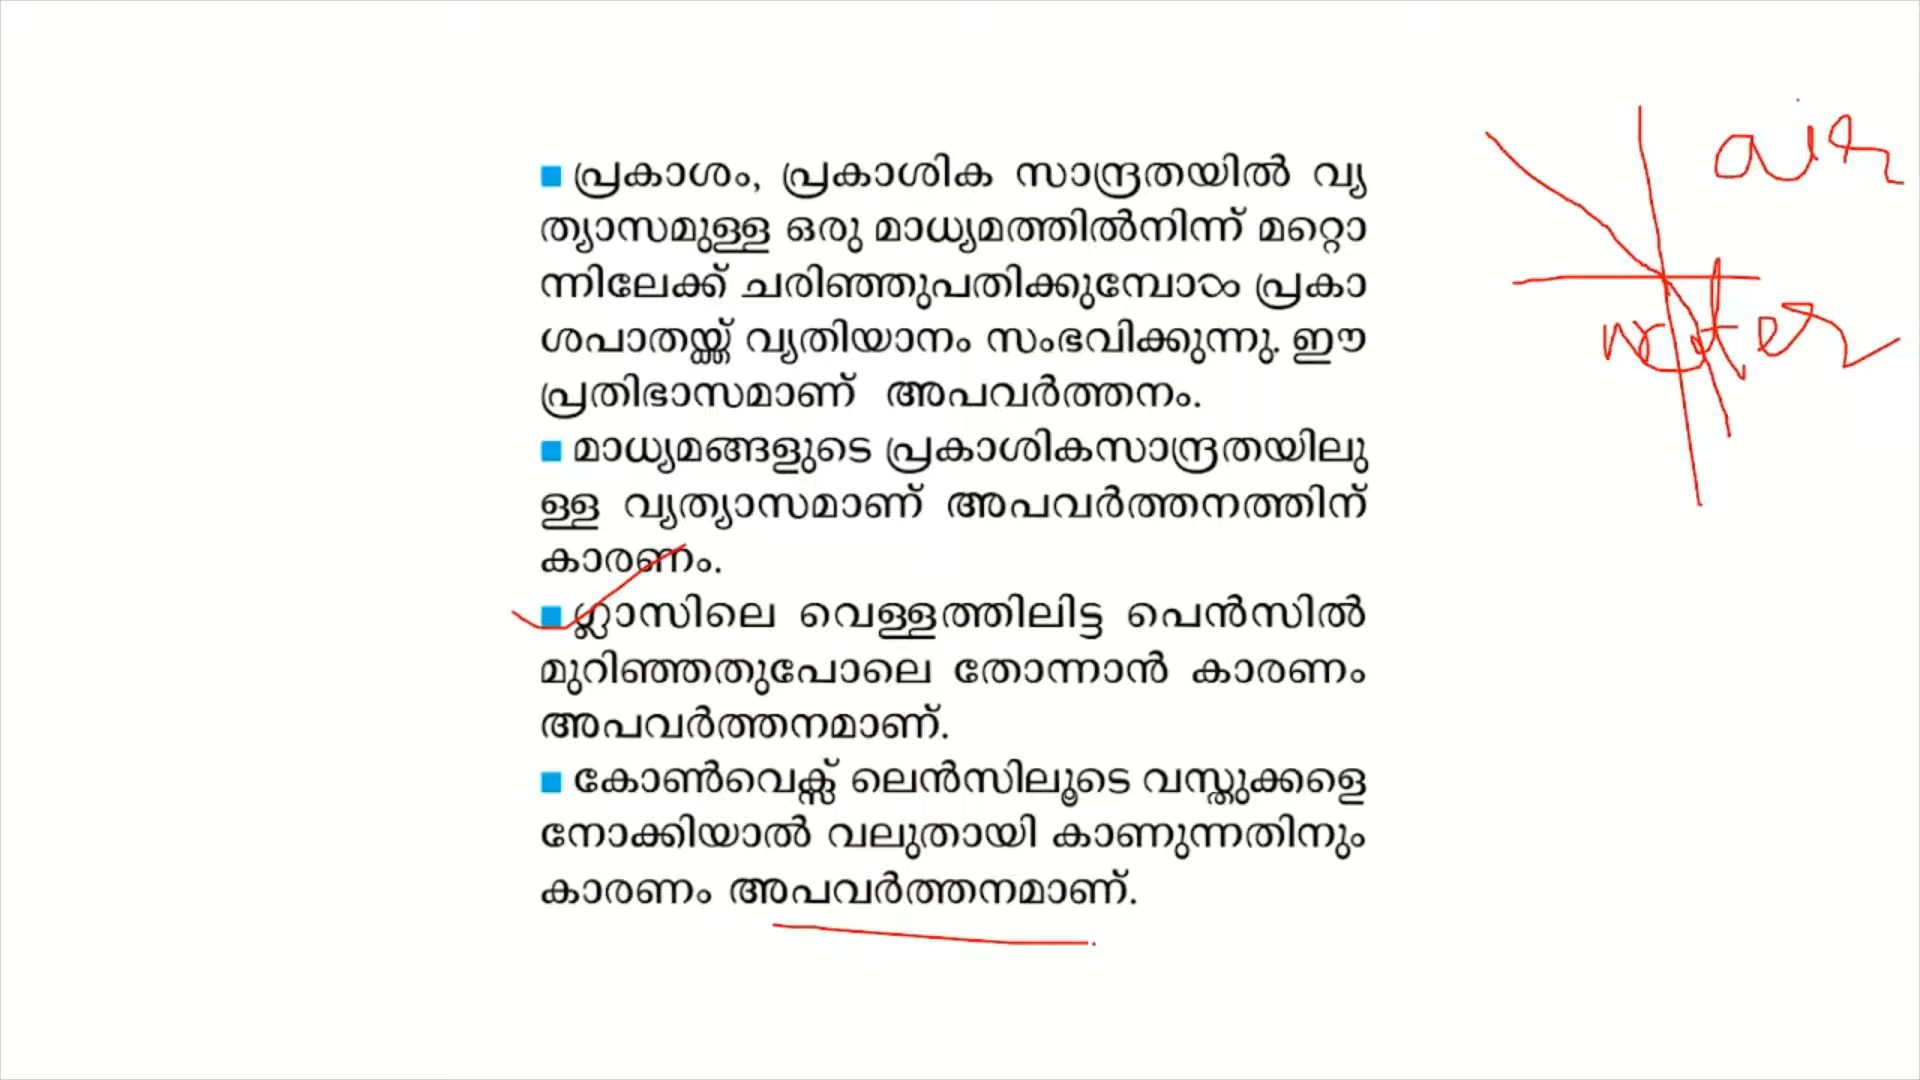 പ്രകാശം, പ്രകാശിക സാന്ദ്രതയിൽ വ്യ
ത്യാസമുള്ള ഒരു മാധ്യമത്തിൽനിന്ന് മറ്റൊ
ന്നിലേക്ക് ചരിഞ്ഞുപതിക്കുമ്പോൾ പ്രകാ
ശപാതയ്ക്ക് വ്യതിയാനം സംഭവിക്കുന്നു. ഈ
പ്രതിഭാസമാണ് അപവർത്തനം.
മാധ്യമങ്ങളുടെ പ്രകാശികസാന്ദ്രതയിലു
ള്ള വ്യത്യാസമാണ് അപവർത്തനത്തിന്
കാരണം.
ഗ്ലാസിലെ വെള്ളത്തിലിട്ട പെൻസിൽ
മുറിഞ്ഞതുപോലെ തോന്നാൻ കാരണം
അപവർത്തനമാണ്.
കോൺവെക്സ് ലെൻസിലൂടെ വസ്തുക്കളെ
നോക്കിയാൽ വലുതായി കാണുന്നതിനും
കാരണം അപവർത്തനമാണ്.
air
water